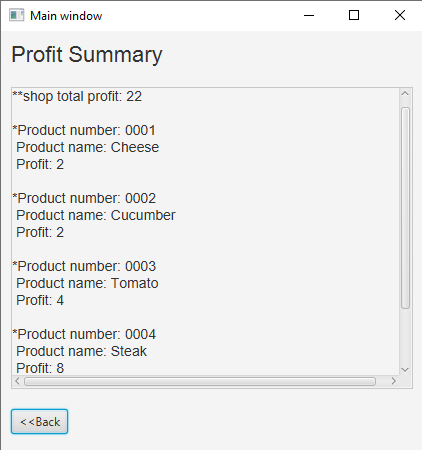 Main window
Profit Summary
**shop total profit: 22
*Product number: 0001
Product name: Cheese
Profit: 2
*Product number: 0002
Product name: Cucumber
Profit: 2
*Product number: 0003
Product name: Tomato
Profit: 4
*Product number: 0004
Product name: Steak
Profit: 8
<<Back